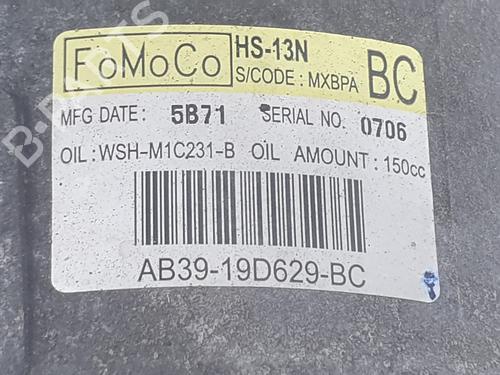 FoMoCo HS-13N
S/CODE: MXBPA BC
MFG DATE: 5B71 SERIAL NO. 0706
OIL: WSH-M1C231-B OIL AMOUNT: 150cc
AB39-19D629-BC
B-PARTS